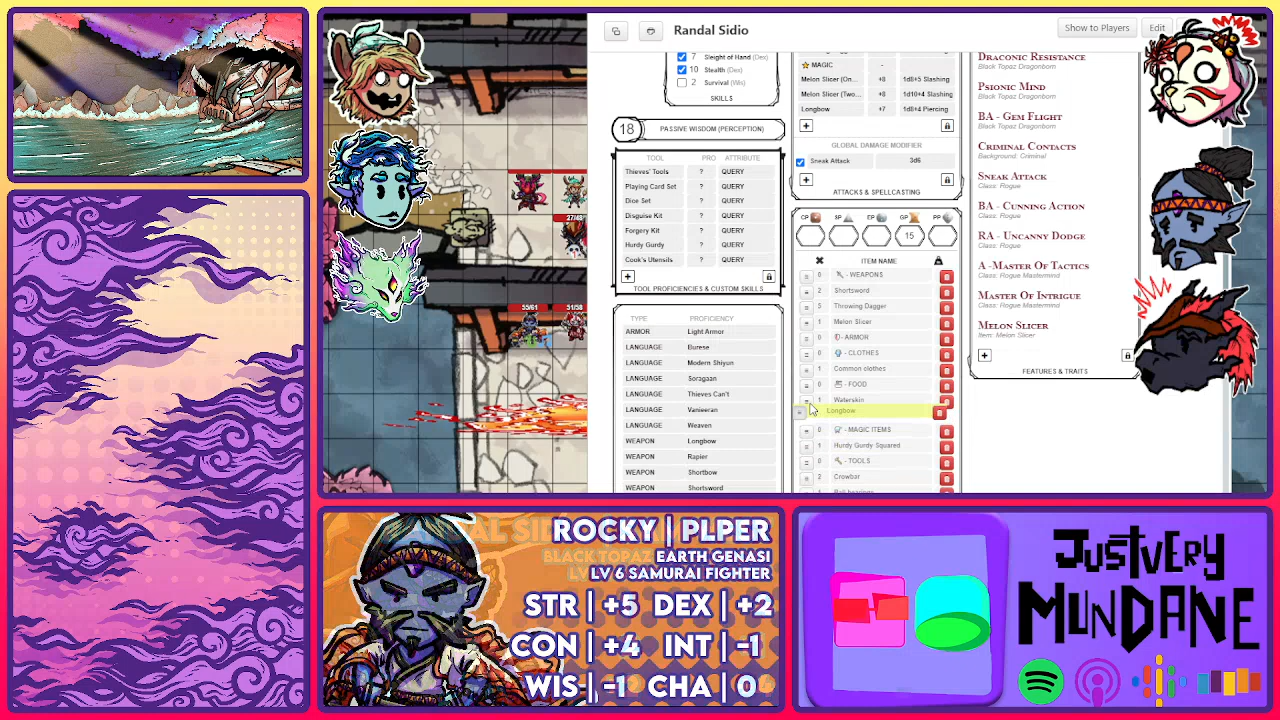 Randal Sidio
Show to Players
Edit
7 Sleight of Hand (Dex)
10 Stealth (Dex)
2 Survival (Wis)
SKILLS
18 PASSIVE WISDOM (PERCEPTION)
TOOL PRO ATTRIBUTE
Thieves' Tools ? QUERY
Playing Card Set ? QUERY
Dice Set ? QUERY
Disguise Kit ? QUERY
Forgery Kit ? QUERY
Hurdy Gurdy ? QUERY
Cook's Utensils ? QUERY
TOOL PROFICIENCIES & CUSTOM SKILLS
TYPE PROFICIENCY
ARMOR Light Armor
LANGUAGE Eurese
LANGUAGE Modern Shiyun
LANGUAGE Soragaan
LANGUAGE Thieves Can't
LANGUAGE Vanieeran
LANGUAGE Weaven
WEAPON Longbow
WEAPON Rapier
WEAPON Shortbow
WEAPON Shortsword
MAGIC -
Melon Slicer (On... +8 1d8+5 Slashing
Melon Slicer (Two... +8 1d10+4 Slashing
Longbow +7 1d8+4 Piercing
GLOBAL DAMAGE MODIFIER
Sneak Attack 3d6
ATTACKS & SPELLCASTING
CP SP EP GP PP
15
ITEM NAME
0 - WEAPONS
2 Shortsword
5 Throwing Dagger
1 Melon Slicer
0 - ARMOR
0 - CLOTHES
1 Common clothes
0 - FOOD
1 Waterskin
Longbow
0 - MAGIC ITEMS
1 Hurdy Gurdy Squared
0 - TOOLS
2 Crowbar
Draconic Resistance
Black Topaz Dragonborn
Psionic Mind
Black Topaz Dragonborn
BA - Gem Flight
Black Topaz Dragonborn
Criminal Contacts
Background: Criminal
Sneak Attack
Class: Rogue
BA - Cunning Action
Class: Rogue
RA - Uncanny Dodge
Class: Rogue
A -Master Of Tactics
Class: Rogue Mastermind
Master Of Intrigue
Class: Rogue Mastermind
Melon Slicer
Item: Melon Slicer
FEATURES & TRAITS
27/48
55/61
51/58
ROCKY | PLPER
BLACK TOPAZ EARTH GENASI
LV 6 SAMURAI FIGHTER
STR | +5 DEX | +2
CON | +4 INT | -1
WIS | -1 CHA | 0
JUSTVERY
MUNDANE